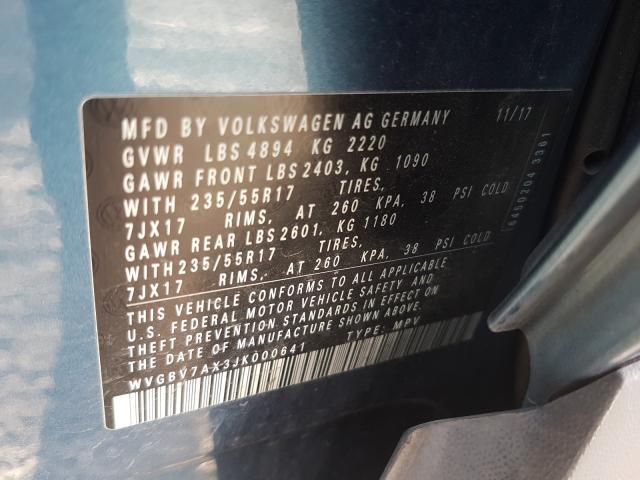 MFD BY VOLKSWAGEN AG GERMANY 11/17
GVWR LBS 4894 KG 2220
GAWR FRONT LBS 2403, KG 1090
WITH 235/55R17 TIRES,
7JX17 RIMS, AT 260 KPA, 38 PSI COLD
GAWR REAR LBS 2601, KG 1180
WITH 235/55R17 TIRES,
7JX17 RIMS, AT 260 KPA, 38 PSI COLD
THIS VEHICLE CONFORMS TO ALL APPLICABLE
U.S. FEDERAL MOTOR VEHICLE SAFETY AND
THEFT PREVENTION STANDARDS IN EFFECT ON
THE DATE OF MANUFACTURE SHOWN ABOVE.
WVGBV7AX3JK000641 TYPE: MPV
6400204 3361